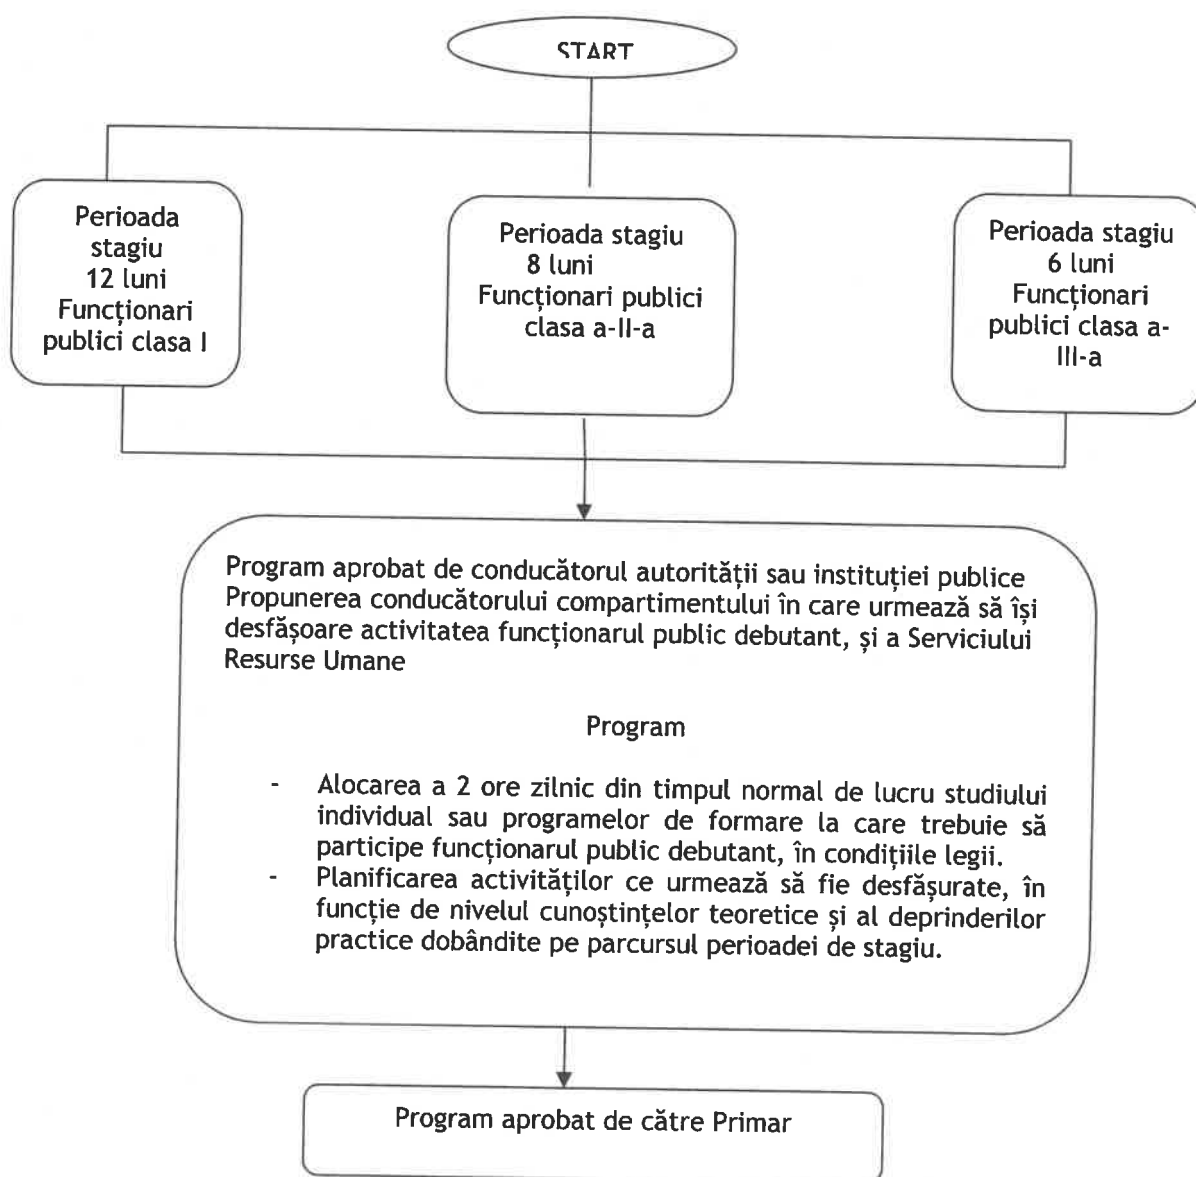 START
Perioada
stagiu
12 luni
Funcționari
publici clasa I
Perioada stagiu
8 luni
Funcționari publici
clasa a-II-a
Perioada stagiu
6 luni
Funcționari
publici clasa a-
III-a
Program aprobat de conducătorul autorității sau instituției publice
Propunerea conducătorului compartimentului în care urmează să își
desfășoare activitatea funcționarul public debutant, și a Serviciului
Resurse Umane
Program
- Alocarea a 2 ore zilnic din timpul normal de lucru studiului
individual sau programelor de formare la care trebuie să
participe funcționarul public debutant, în condițiile legii.
- Planificarea activităților ce urmează să fie desfășurate, în
funcție de nivelul cunoștințelor teoretice și al deprinderilor
practice dobândite pe parcursul perioadei de stagiu.
Program aprobat de către Primar